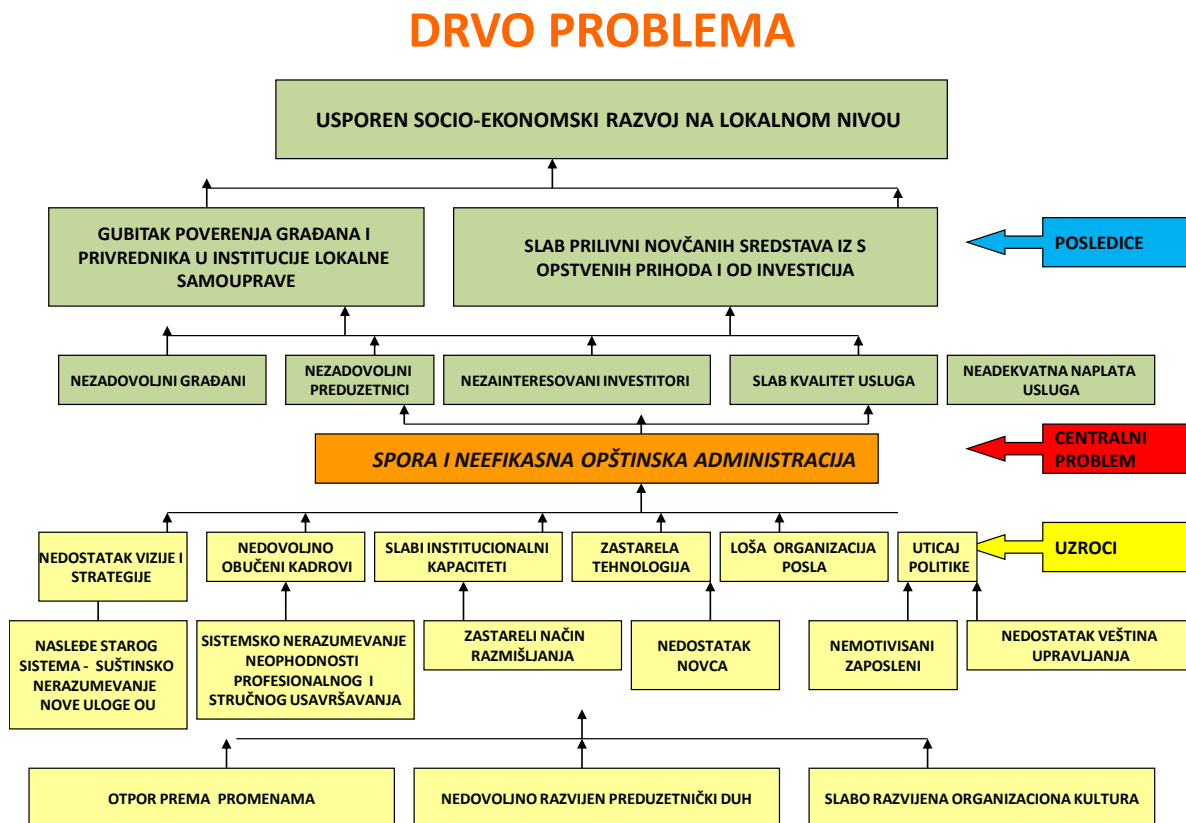 DRVO PROBLEMA
USPOREN SOCIO-EKONOMSKI RAZVOJ NA LOKALNOM NIVOU
GUBITAK POVERENJA GRAĐANA I
PRIVREDNIKA U INSTITUCIJE LOKALNE
SAMOUPRAVE
SLAB PRILIVNI NOVČANIH SREDSTAVA IZ S
OPSTVENIH PRIHODA I OD INVESTICIJA
POSLEDICE
NEZADOVOLJNI GRAĐANI
NEZADOVOLJNI
PREDUZETNICI
NEZAINTERESOVANI INVESTITORI
SLAB KVALITET USLUGA
NEADEKVATNA NAPLATA
USLUGA
SPORA I NEEFIKASNA OPŠTINSKA ADMINISTRACIJA
CENTRALNI
PROBLEM
NEDOSTATAK VIZIJE I
STRATEGIJE
NEDOVOLJNO
OBUČENI KADROVI
SLABI INSTITUCIONALNI
KAPACITETI
ZASTARELA
TEHNOLOGIJA
LOŠA ORGANIZACIJA
POSLA
UTICAJ
POLITIKE
UZROCI
NASLEĐE STAROG
SISTEMA - SUŠTINSKO
NERAZUMEVANJE
NOVE ULOGE OU
SISTEMSKO NERAZUMEVANJE
NEOPHODNOSTI
PROFESIONALNOG I
STRUČNOG USAVRŠAVANJA
ZASTARELI NAČIN
RAZMIŠLJANJA
NEDOSTATAK
NOVCA
NEMOTIVISANI
ZAPOSLENI
NEDOSTATAK VEŠTINA
UPRAVLJANJA
OTPOR PREMA PROMENAMA
NEDOVOLJNO RAZVIJEN PREDUZETNIČKI DUH
SLABO RAZVIJENA ORGANIZACIONA KULTURA